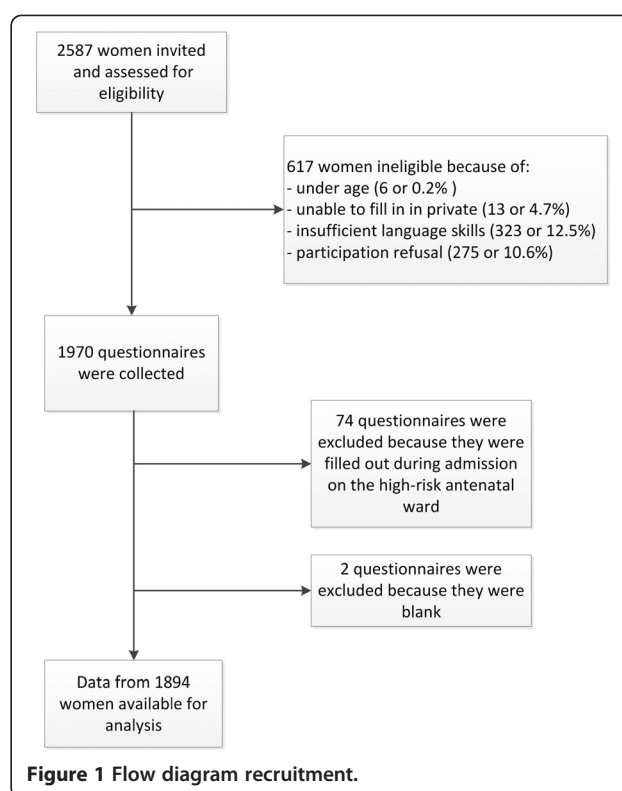 2587 women invited
and assessed for
eligibility
617 women ineligible because of:
- under age (6 or 0.2% )
- unable to fill in in private (13 or 4.7%)
- insufficient language skills (323 or 12.5%)
- participation refusal (275 or 10.6%)
1970 questionnaires
were collected
74 questionnaires were
excluded because they were
filled out during admission
on the high-risk antenatal
ward
2 questionnaires were
excluded because they were
blank
Data from 1894
women available for
analysis
Figure 1 Flow diagram recruitment.